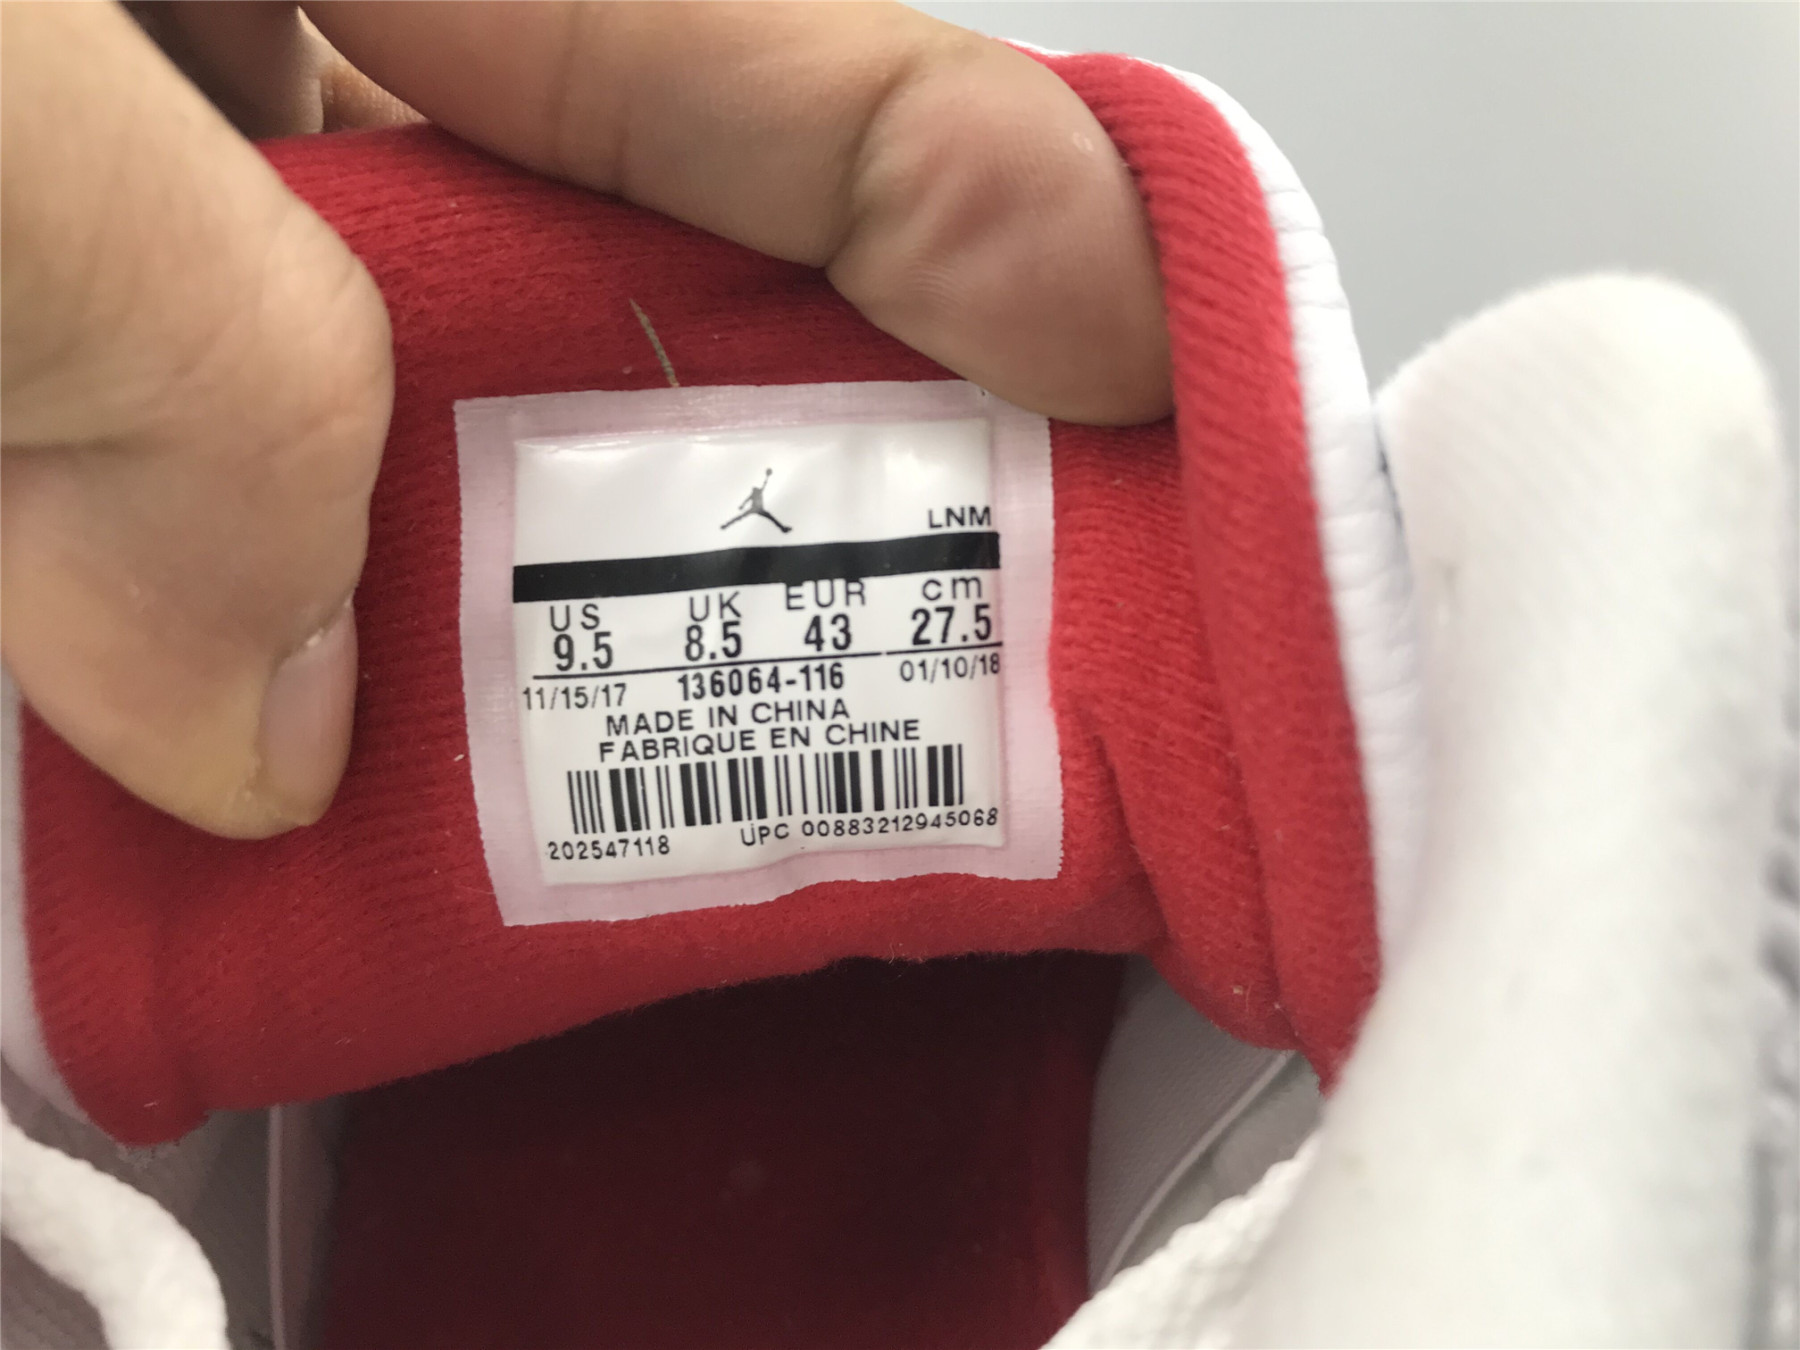 LNM
US UK EUR cm
9.5 8.5 43 27.5
11/15/17 136064-116 01/10/18
MADE IN CHINA
FABRIQUE EN CHINE
202547118 UPC 00883212945068